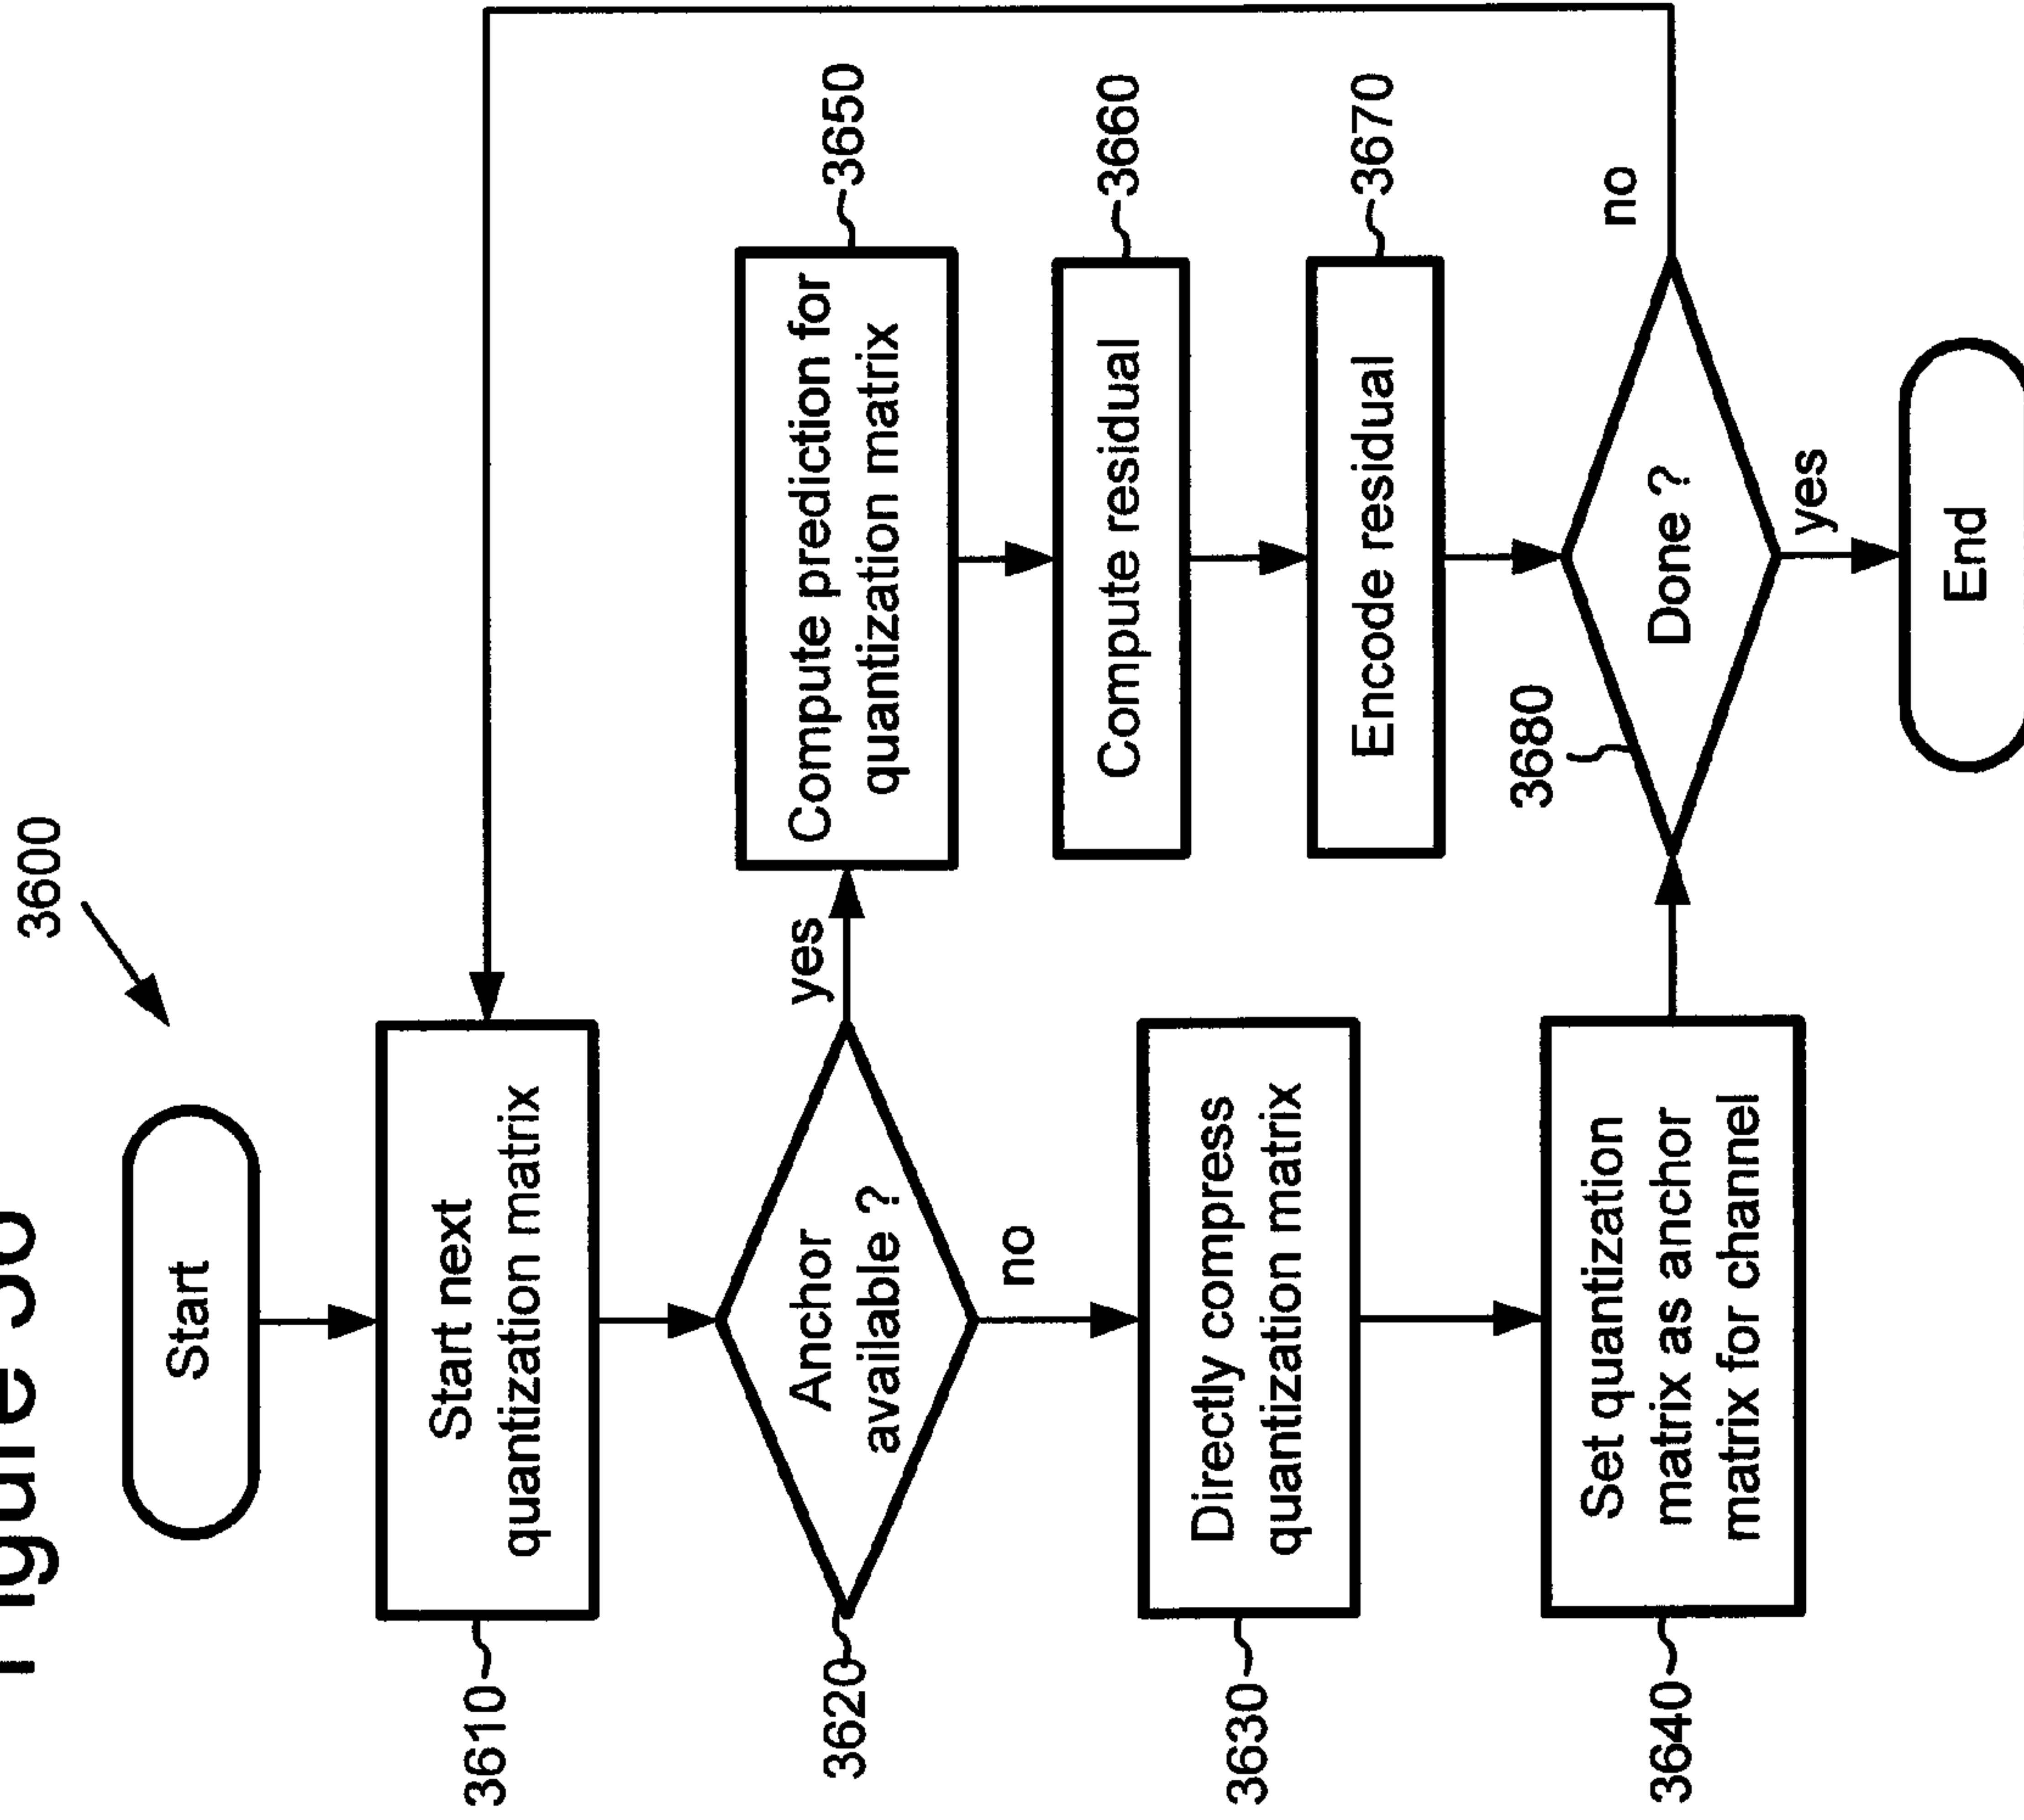 Figure 36
3600
Start
Start next
quantization matrix
3610
Anchor
available ?
3620
yes
no
Compute prediction for
quantization matrix
3650
Compute residual
3660
Encode residual
3670
Directly compress
quantization matrix
3630
Set quantization
matrix as anchor
matrix for channel
3640
3680
Done ?
no
yes
End